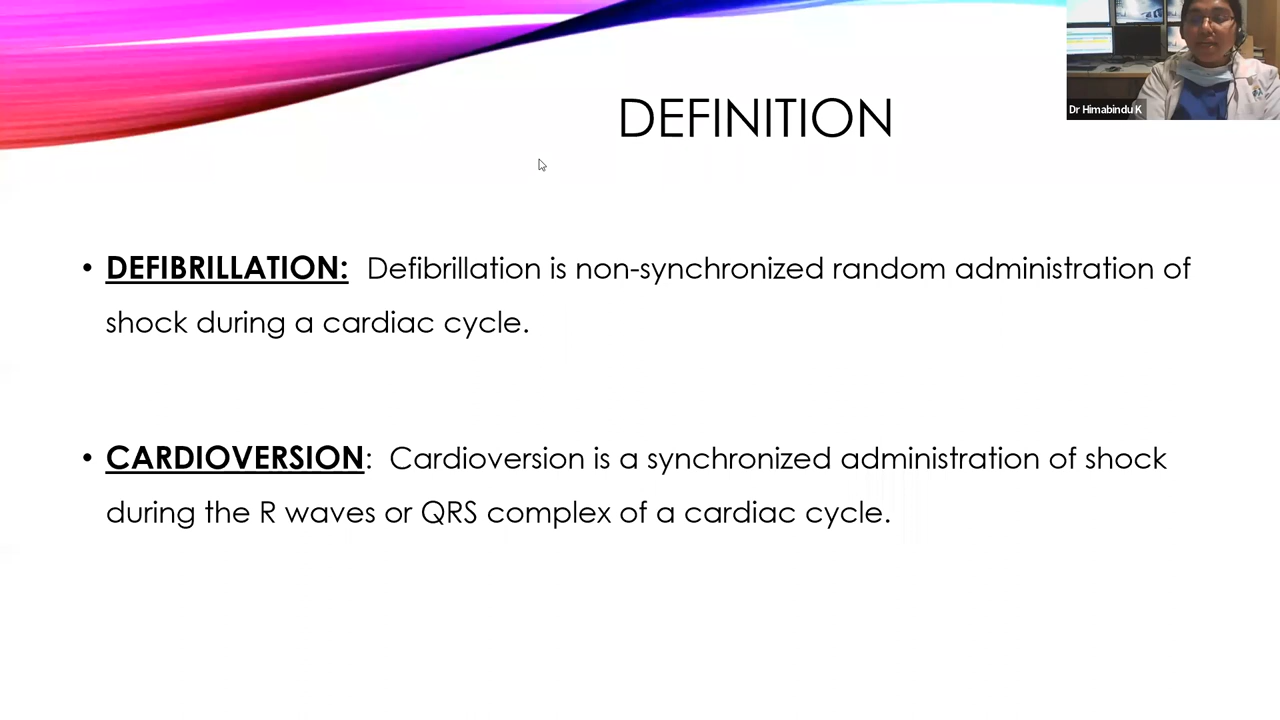 Dr Himabindu K
DEFINITION
• DEFIBRILLATION: Defibrillation is non-synchronized random administration of
shock during a cardiac cycle.
• CARDIOVERSION: Cardioversion is a synchronized administration of shock
during the R waves or QRS complex of a cardiac cycle.